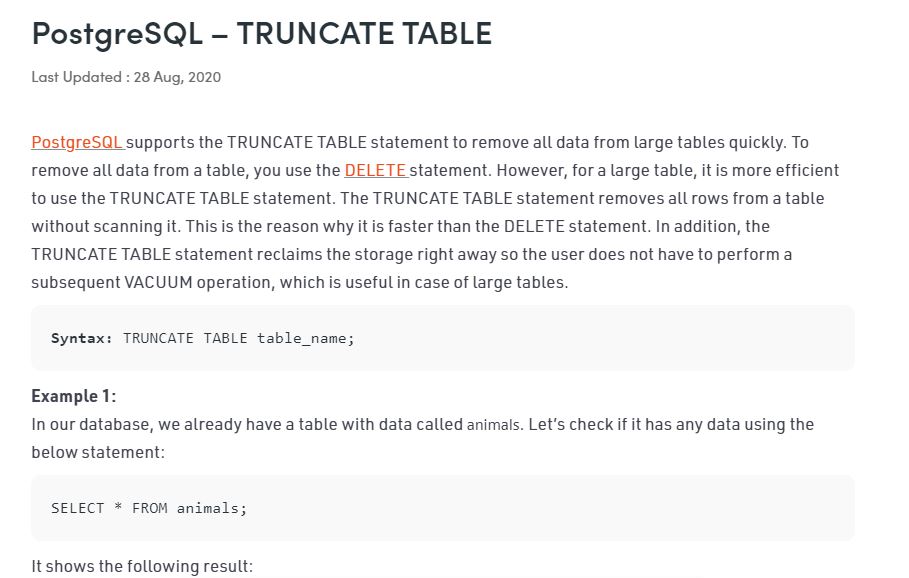 PostgreSQL – TRUNCATE TABLE
Last Updated : 28 Aug, 2020
PostgreSQL supports the TRUNCATE TABLE statement to remove all data from large tables quickly. To
remove all data from a table, you use the DELETE statement. However, for a large table, it is more efficient
to use the TRUNCATE TABLE statement. The TRUNCATE TABLE statement removes all rows from a table
without scanning it. This is the reason why it is faster than the DELETE statement. In addition, the
TRUNCATE TABLE statement reclaims the storage right away so the user does not have to perform a
subsequent VACUUM operation, which is useful in case of large tables.
Syntax: TRUNCATE TABLE table_name;
Example 1:
In our database, we already have a table with data called animals. Let’s check if it has any data using the
below statement:
SELECT * FROM animals;
It shows the following result: